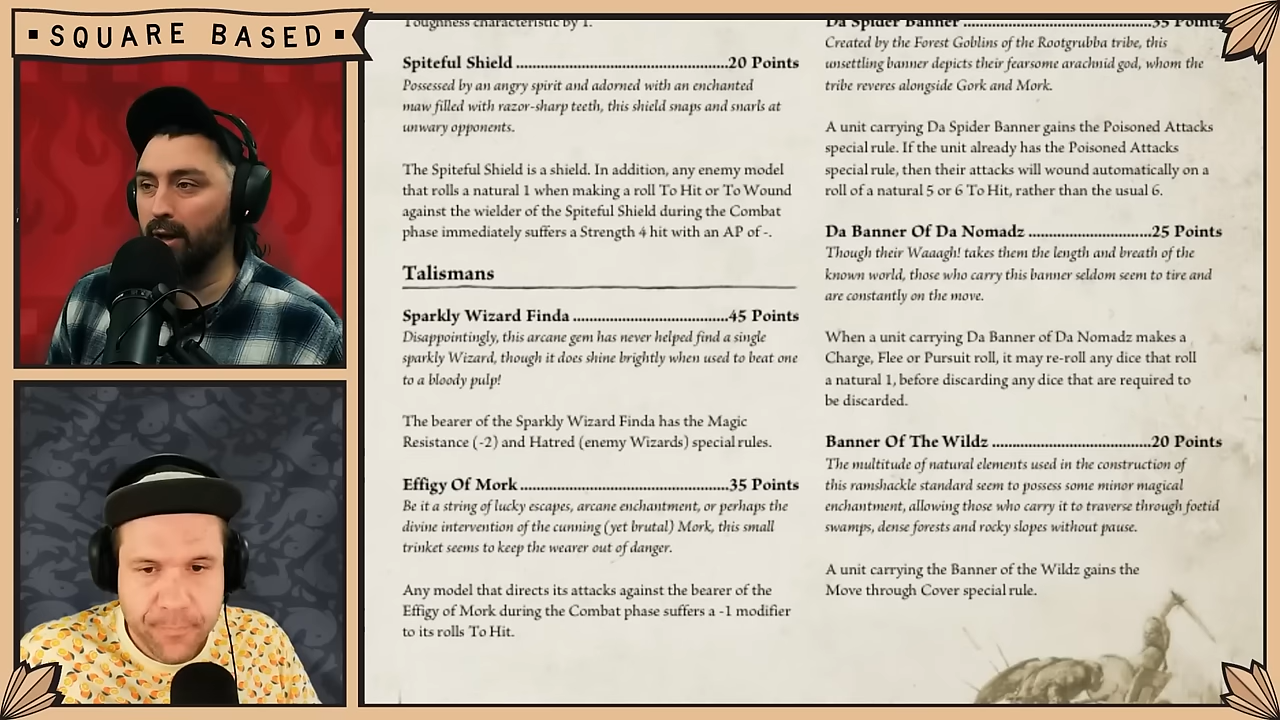 SQUARE BASED
Toughness characteristic by 1.
Spiteful Shield ..................................................20 Points
Possessed by an angry spirit and adorned with an enchanted
maw filled with razor-sharp teeth, this shield snaps and snarls at
unwary opponents.
The Spiteful Shield is a shield. In addition, any enemy model
that rolls a natural 1 when making a roll To Hit or To Wound
against the wielder of the Spiteful Shield during the Combat
phase immediately suffers a Strength 4 hit with an AP of -.
Talismans
Sparkly Wizard Finda .....................................45 Points
Disappointingly, this arcane gem has never helped find a single
sparkly Wizard, though it does shine brightly when used to beat one
to a bloody pulp!
The bearer of the Sparkly Wizard Finda has the Magic
Resistance (-2) and Hatred (enemy Wizards) special rules.
Effigy Of Mork.................................................35 Points
Be it a string of lucky escapes, arcane enchantment, or perhaps the
divine intervention of the cunning (yet brutal) Mork, this small
trinket seems to keep the wearer out of danger.
Any model that directs its attacks against the bearer of the
Effigy of Mork during the Combat phase suffers a -1 modifier
to its rolls To Hit.
Da Spider Banner .............................................35 Points
Created by the Forest Goblins of the Rootgrubba tribe, this
unsettling banner depicts their fearsome arachnid god, whom the
tribe reveres alongside Gork and Mork.
A unit carrying Da Spider Banner gains the Poisoned Attacks
special rule. If the unit already has the Poisoned Attacks
special rule, then their attacks will wound automatically on a
roll of a natural 5 or 6 To Hit, rather than the usual 6.
Da Banner Of Da Nomadz .............................25 Points
Though their Waaagh! takes them the length and breath of the
known world, those who carry this banner seldom seem to tire and
are constantly on the move.
When a unit carrying Da Banner of Da Nomadz makes a
Charge, Flee or Pursuit roll, it may re-roll any dice that roll
a natural 1, before discarding any dice that are required to
be discarded.
Banner Of The Wildz ......................................20 Points
The multitude of natural elements used in the construction of
this ramshackle standard seem to possess some minor magical
enchantment, allowing those who carry it to traverse through foetid
swamps, dense forests and rocky slopes without pause.
A unit carrying the Banner of the Wildz gains the
Move through Cover special rule.